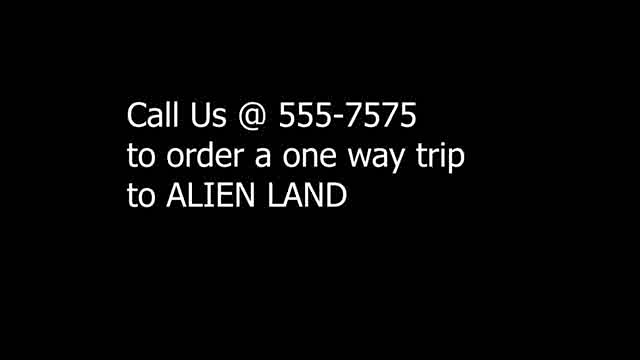 Call Us @ 555-7575
to order a one way trip
to ALIEN LAND